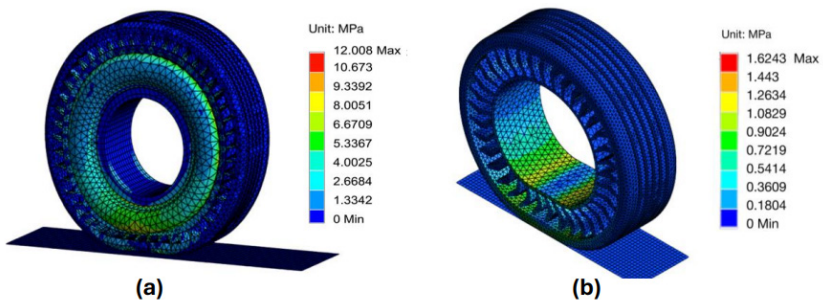 Unit: MPa
12.008 Max
10.673
9.3392
8.0051
6.6709
5.3367
4.0025
2.6684
1.3342
0 Min
(a)
Unit: MPa
1.6243 Max
1.443
1.2634
1.0829
0.9024
0.7219
0.5414
0.3609
0.1804
0 Min
(b)